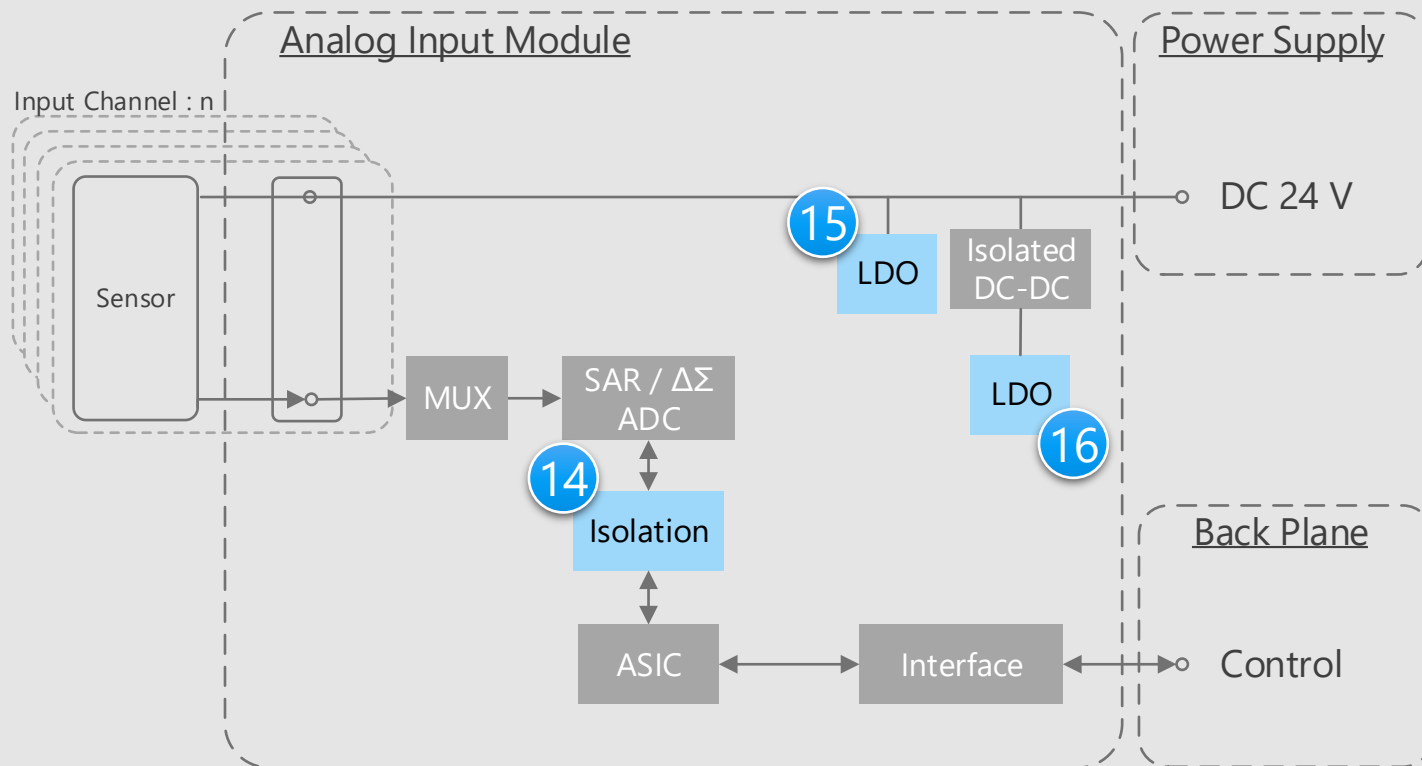 Analog Input Module
Power Supply
Input Channel : n
Sensor
15
LDO
Isolated
DC-DC
DC 24 V
MUX
SAR / ΔΣ
ADC
LDO
16
14
Isolation
Back Plane
ASIC
Interface
Control